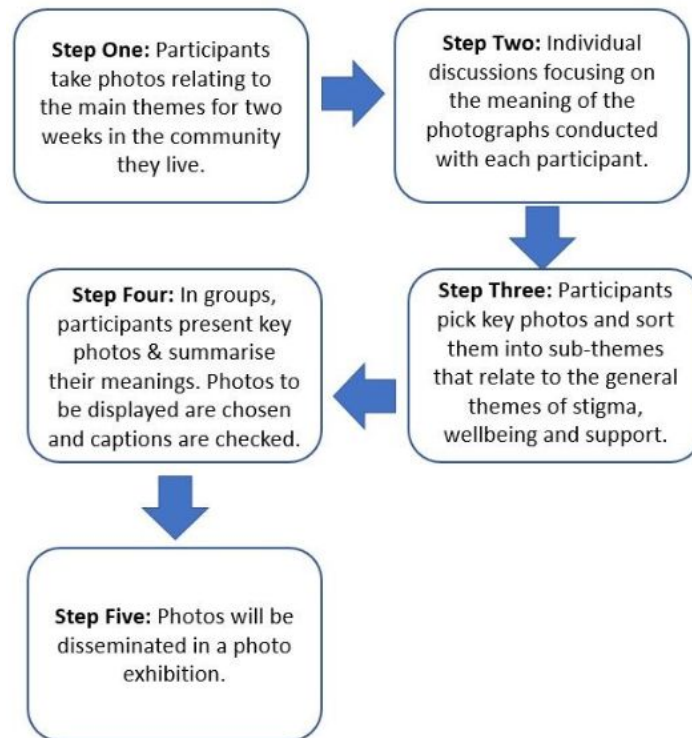 Step One: Participants
take photos relating to
the main themes for two
weeks in the community
they live.
Step Two: Individual
discussions focusing on
the meaning of the
photographs conducted
with each participant.
Step Three: Participants
pick key photos and sort
them into sub-themes
that relate to the general
themes of stigma,
wellbeing and support.
Step Four: In groups,
participants present key
photos & summarise
their meanings. Photos to
be displayed are chosen
and captions are checked.
Step Five: Photos will be
disseminated in a photo
exhibition.